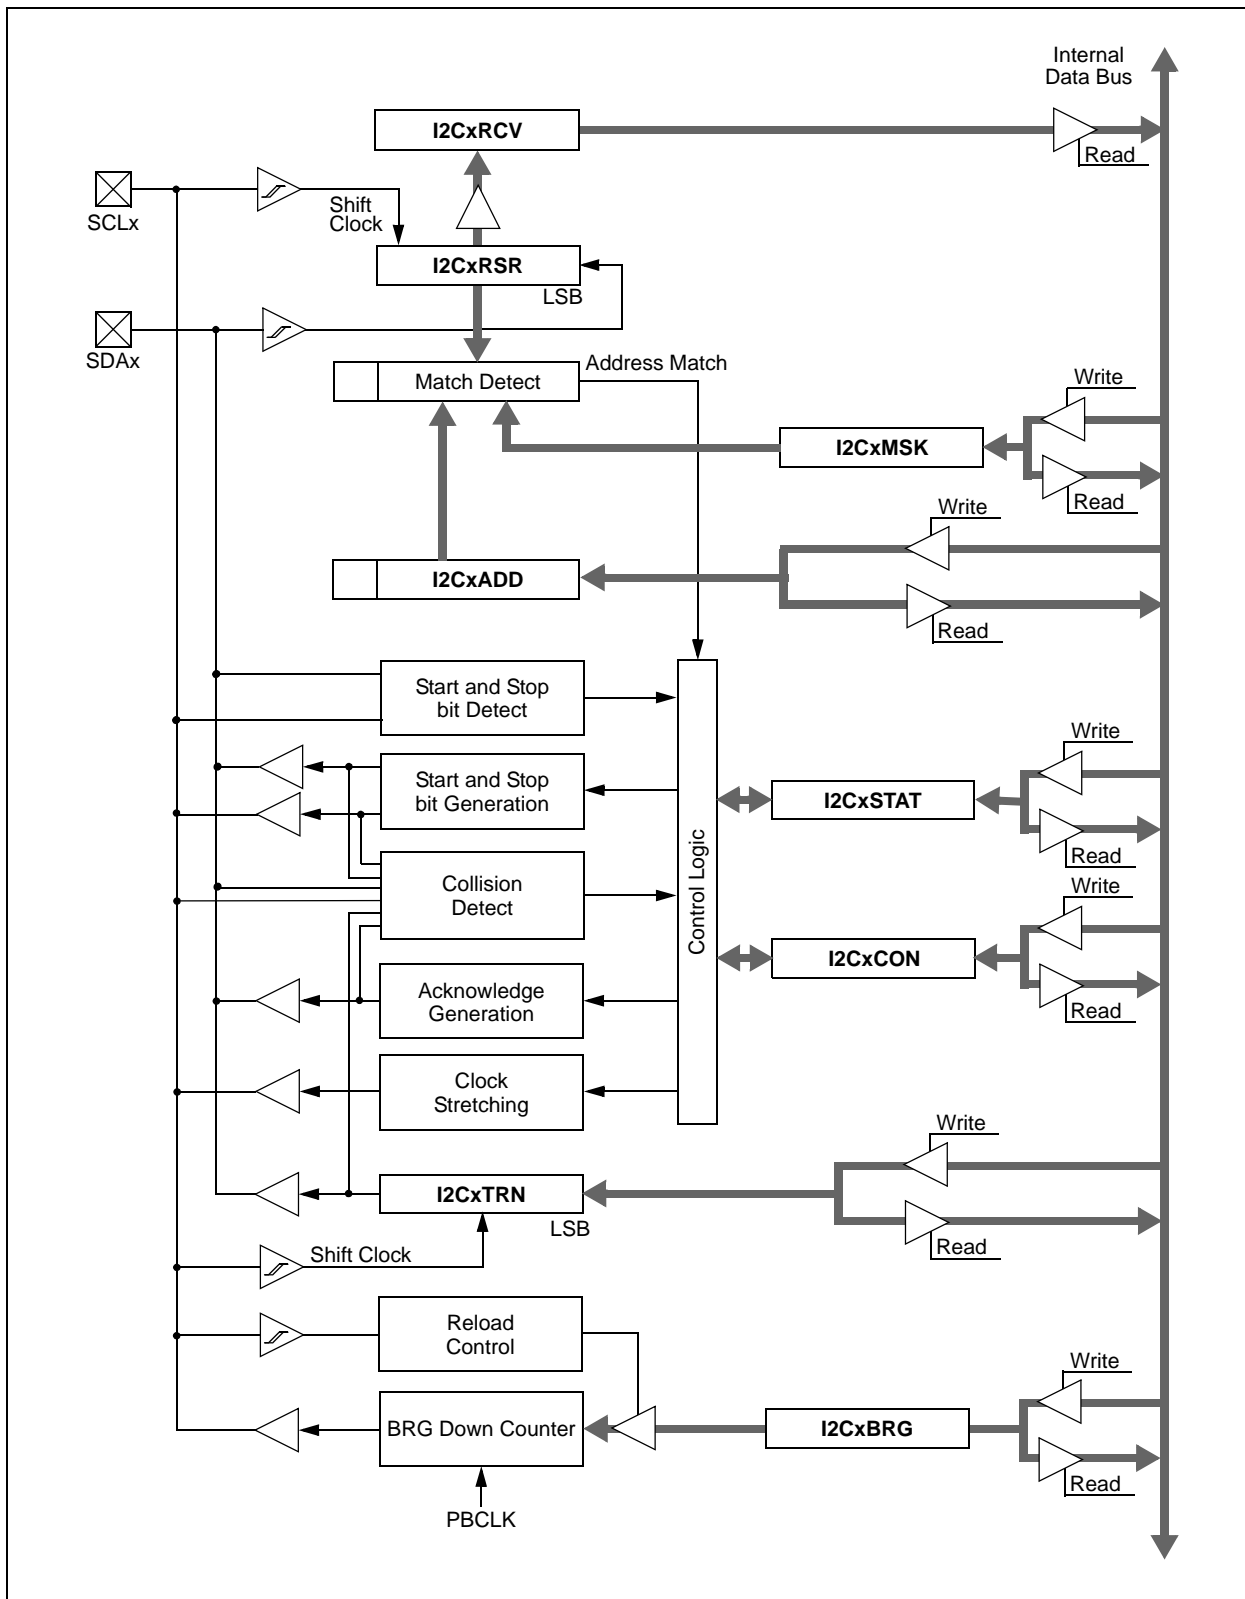 Internal
Data Bus
I2CxRCV
Read
SCLx
Shift
Clock
I2CxRSR
LSB
SDAx
Address Match
Match Detect
Write
I2CxMSK
Read
Write
I2CxADD
Read
Start and Stop
bit Detect
Write
Start and Stop
bit Generation
I2CxSTAT
Read
Control Logic
Collision
Detect
Write
I2CxCON
Acknowledge
Generation
Read
Clock
Stretching
Write
I2CxTRN
LSB
Read
Shift Clock
Reload
Control
Write
BRG Down Counter
I2CxBRG
Read
PBCLK